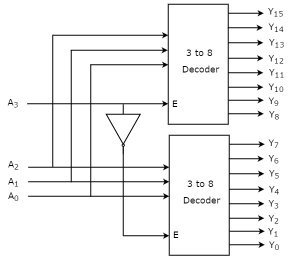 Y15
Y14
3 to 8
Y13
Decoder
Y12
Y11
Y10
A3
E
Y9
Y8
Y7
A2
Y6
A1
3 to 8
Y5
A0
Decoder
Y4
Y3
Y2
E
Y1
Y0